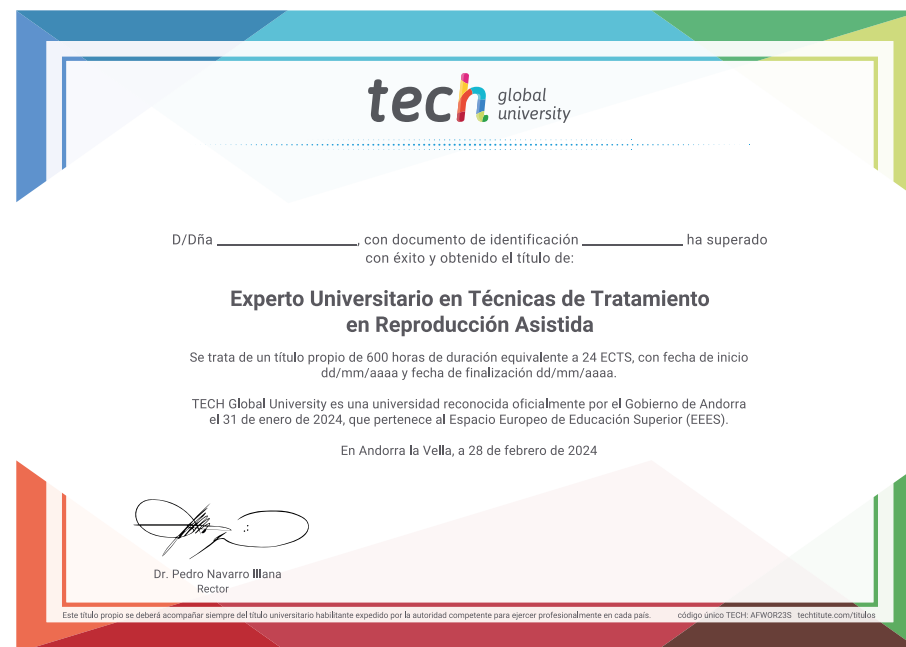 tech global
university
D/Dña ____________________, con documento de identificación ______________ ha superado
con éxito y obtenido el título de:
Experto Universitario en Técnicas de Tratamiento
en Reproducción Asistida
Se trata de un título propio de 600 horas de duración equivalente a 24 ECTS, con fecha de inicio
dd/mm/aaaa y fecha de finalización dd/mm/aaaa.
TECH Global University es una universidad reconocida oficialmente por el Gobierno de Andorra
el 31 de enero de 2024, que pertenece al Espacio Europeo de Educación Superior (EEES).
En Andorra la Vella, a 28 de febrero de 2024
Dr. Pedro Navarro Illana
Rector
Este título propio se deberá acompañar siempre del título universitario habilitante expedido por la autoridad competente para ejercer profesionalmente en cada país. código único TECH: AFWOR23S techtitute.com/titulos